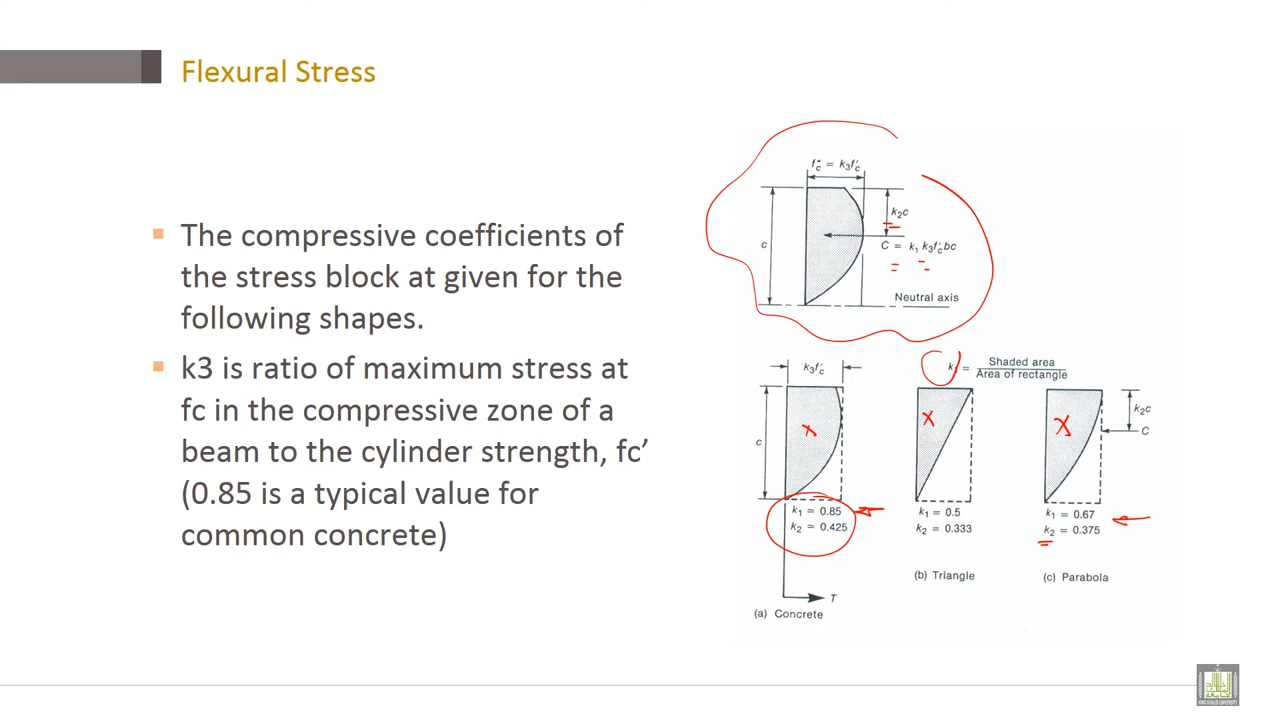 Flexural Stress
▪ The compressive coefficients of
the stress block at given for the
following shapes.
▪ k3 is ratio of maximum stress at
fc in the compressive zone of a
beam to the cylinder strength, fc’
(0.85 is a typical value for
common concrete)
f″c = k₃f′c
c
k₂c
C = k₁ k₃f′c bc
Neutral axis
k₃f′c
c
k₁ ≃ 0.85
k₂ ≃ 0.425
T
(a) Concrete
k₁ = Shaded area
Area of rectangle
k₁ = 0.5
k₂ = 0.333
(b) Triangle
k₂c
C
k₁ = 0.67
k₂ = 0.375
(c) Parabola
KING KHALID UNIVERSITY